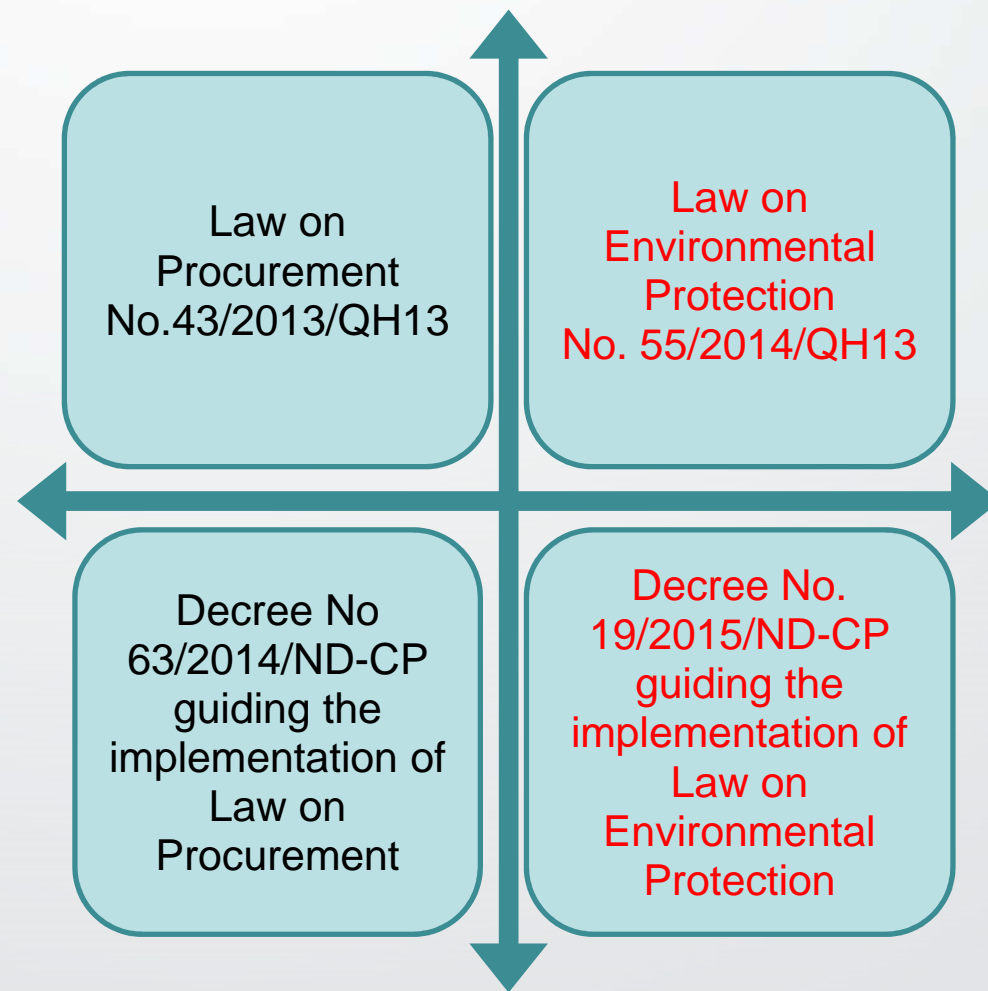 Law on
Procurement
No.43/2013/QH13
Law on
Environmental
Protection
No. 55/2014/QH13
Decree No
63/2014/ND-CP
guiding the
implementation of
Law on
Procurement
Decree No.
19/2015/ND-CP
guiding the
implementation of
Law on
Environmental
Protection